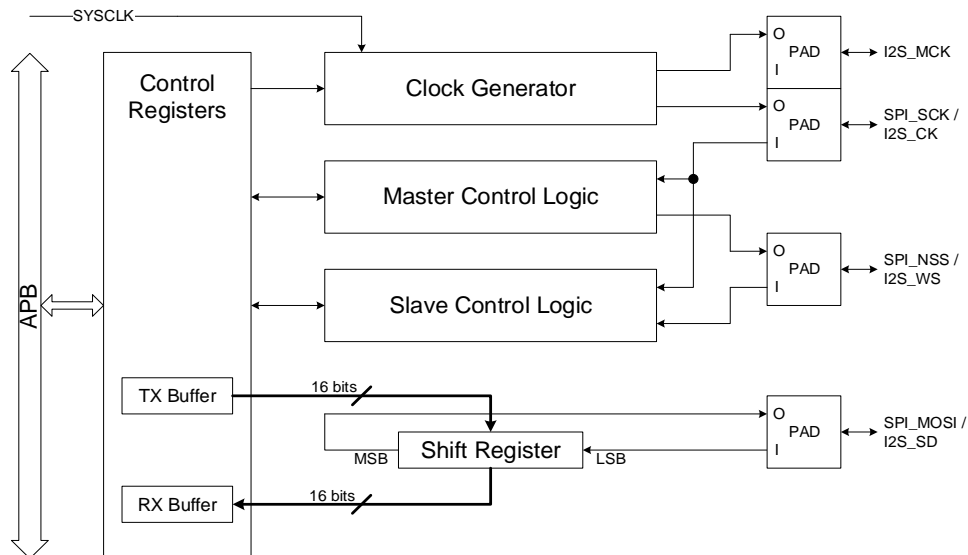 SYSCLK
Control
Registers
Clock Generator
O
PAD
I
I2S_MCK
O
PAD
I
SPI_SCK /
I2S_CK
Master Control Logic
O
PAD
I
SPI_NSS /
I2S_WS
Slave Control Logic
APB
TX Buffer
16 bits
O
PAD
I
SPI_MOSI /
I2S_SD
MSB
Shift Register
LSB
RX Buffer
16 bits